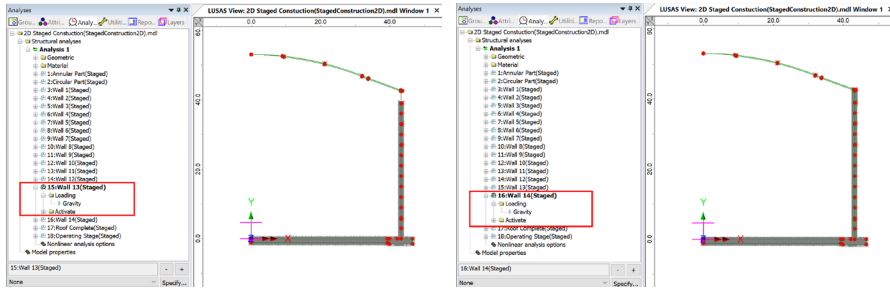 Analyses
Grou... Attri... Analy... Utiliti... Repo... Layers
2D Staged Constuction(StagedConstruction2D).mdl
Structural analyses
Analysis 1
Geometric
Material
1:Annular Part(Staged)
2:Circular Part(Staged)
3:Wall 1(Staged)
4:Wall 2(Staged)
5:Wall 3(Staged)
6:Wall 4(Staged)
7:Wall 5(Staged)
8:Wall 6(Staged)
9:Wall 7(Staged)
10:Wall 8(Staged)
11:Wall 9(Staged)
12:Wall 10(Staged)
13:Wall 11(Staged)
14:Wall 12(Staged)
15:Wall 13(Staged)
Loading
Gravity
Activate
16:Wall 14(Staged)
17:Roof Complete(Staged)
18:Operating Stage(Staged)
Nonlinear analysis options
Model properties
15:Wall 13(Staged) - +
None Specify...
LUSAS View: 2D Staged Constuction(StagedConstruction2D).mdl Window 1 X
0.0 20.0 40.0
60
40.0
20.0
0.0
Y
X
Analyses
Grou... Attri... Analy... Utiliti... Repo... Layers
2D Staged Constuction(StagedConstruction2D).mdl
Structural analyses
Analysis 1
Geometric
Material
1:Annular Part(Staged)
2:Circular Part(Staged)
3:Wall 1(Staged)
4:Wall 2(Staged)
5:Wall 3(Staged)
6:Wall 4(Staged)
7:Wall 5(Staged)
8:Wall 6(Staged)
9:Wall 7(Staged)
10:Wall 8(Staged)
11:Wall 9(Staged)
12:Wall 10(Staged)
13:Wall 11(Staged)
14:Wall 12(Staged)
15:Wall 13(Staged)
16:Wall 14(Staged)
Loading
Gravity
Activate
17:Roof Complete(Staged)
18:Operating Stage(Staged)
Nonlinear analysis options
Model properties
16:Wall 14(Staged) - +
None Specify...
LUSAS View: 2D Staged Constuction(StagedConstruction2D).mdl Window 1 X
0.0 20.0 40.0
60
40.0
20.0
0.0
Y
X